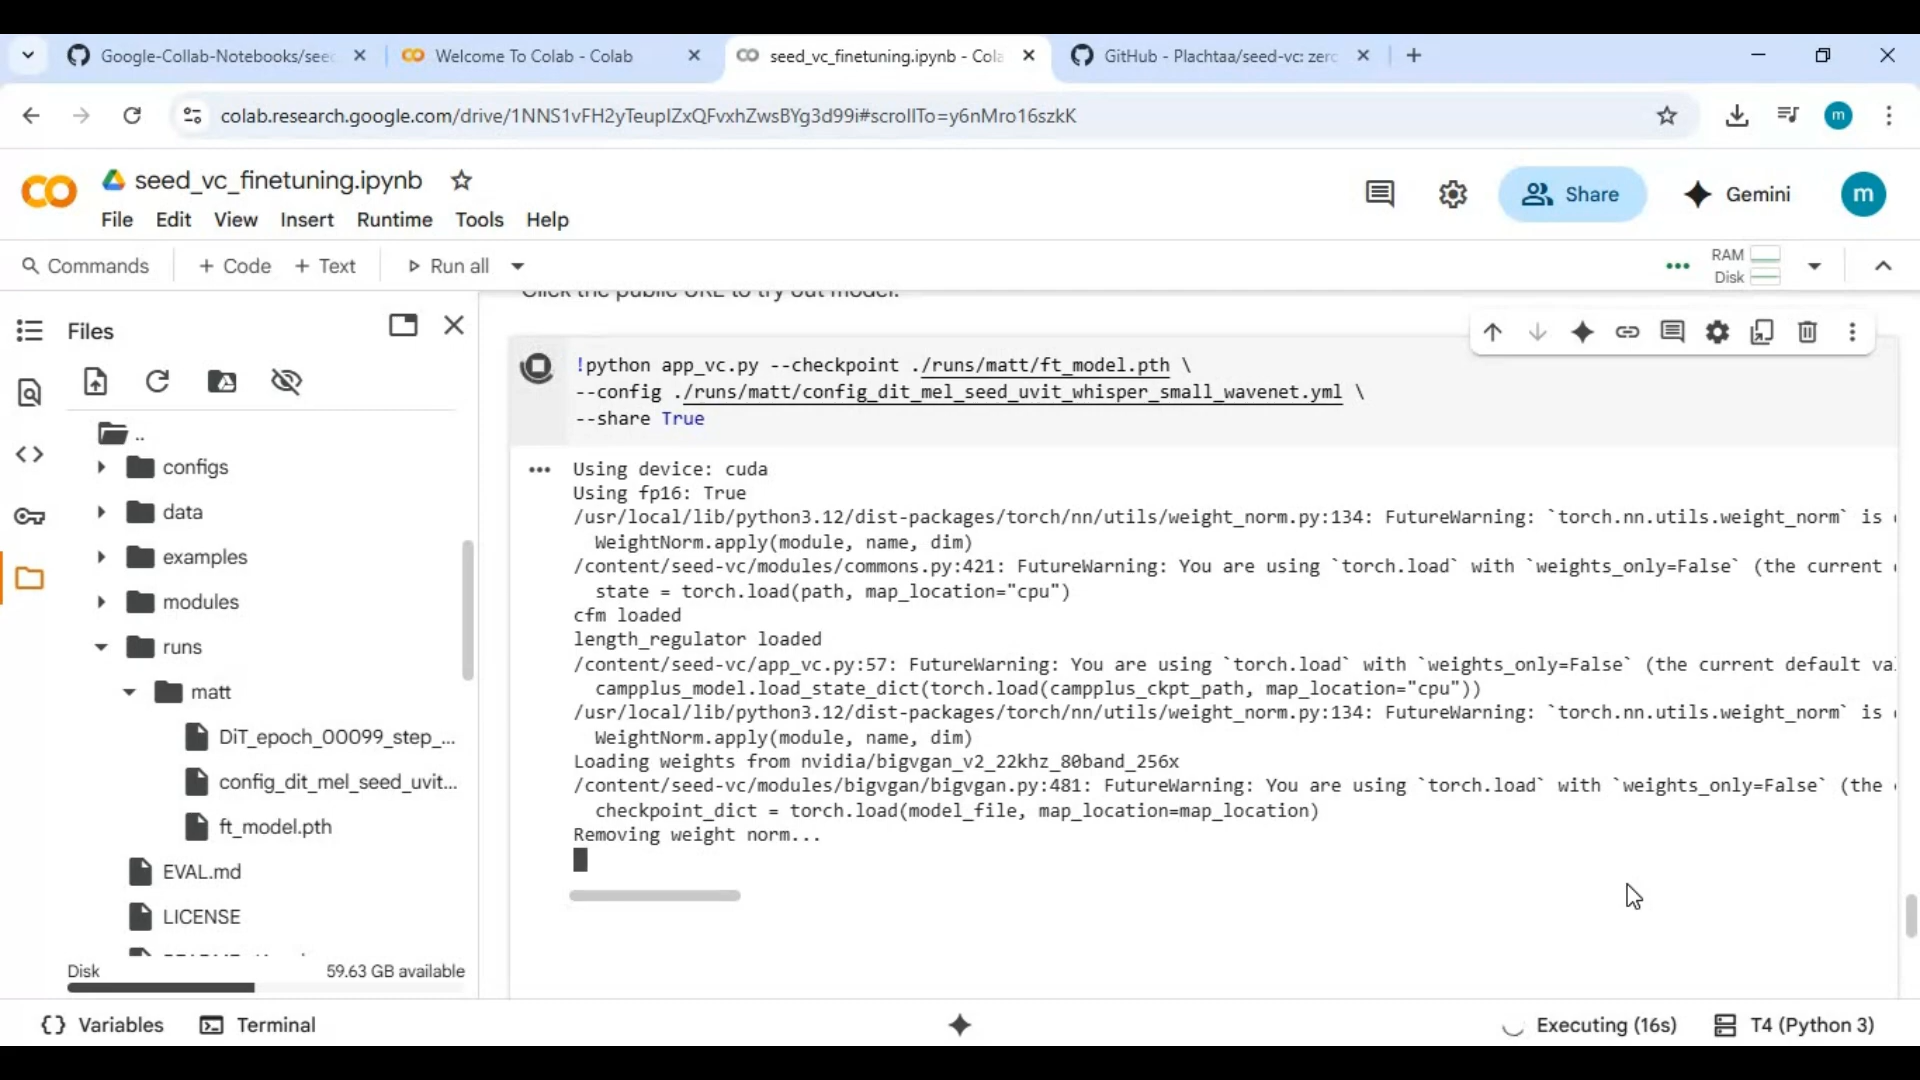 Google-Collab-Notebooks/seed
Welcome To Colab - Colab
seed_vc_finetuning.ipynb - Cola
GitHub - Plachtaa/seed-vc: zero
colab.research.google.com/drive/1NNS1vFH2yTeupIZxQFvxhZwsBYg3d99i#scrollTo=y6nMro16szkK
m
CO
seed_vc_finetuning.ipynb
File Edit View Insert Runtime Tools Help
Share
Gemini
m
Commands
+ Code + Text
Run all
RAM
Disk
Files
..
configs
data
examples
modules
runs
matt
DiT_epoch_00099_step_...
config_dit_mel_seed_uvit...
ft_model.pth
EVAL.md
LICENSE
Disk 59.63 GB available
Click the public URL to try out model.
!python app_vc.py --checkpoint ./runs/matt/ft_model.pth \
--config ./runs/matt/config_dit_mel_seed_uvit_whisper_small_wavenet.yml \
--share True
Using device: cuda
Using fp16: True
/usr/local/lib/python3.12/dist-packages/torch/nn/utils/weight_norm.py:134: FutureWarning: `torch.nn.utils.weight_norm` is
WeightNorm.apply(module, name, dim)
/content/seed-vc/modules/commons.py:421: FutureWarning: You are using `torch.load` with `weights_only=False` (the current
state = torch.load(path, map_location="cpu")
cfm loaded
length_regulator loaded
/content/seed-vc/app_vc.py:57: FutureWarning: You are using `torch.load` with `weights_only=False` (the current default va
campplus_model.load_state_dict(torch.load(campplus_ckpt_path, map_location="cpu"))
/usr/local/lib/python3.12/dist-packages/torch/nn/utils/weight_norm.py:134: FutureWarning: `torch.nn.utils.weight_norm` is
WeightNorm.apply(module, name, dim)
Loading weights from nvidia/bigvgan_v2_22khz_80band_256x
/content/seed-vc/modules/bigvgan/bigvgan.py:481: FutureWarning: You are using `torch.load` with `weights_only=False` (the
checkpoint_dict = torch.load(model_file, map_location=map_location)
Removing weight norm...
Variables
Terminal
Executing (16s)
T4 (Python 3)